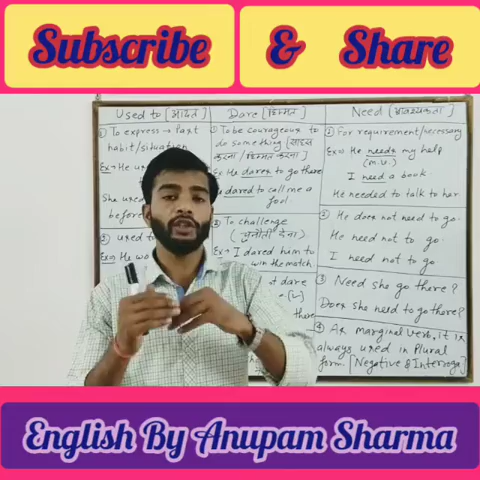 Subscribe & Share
Used to [आदत]
① To express → Past
habit/situation
Ex→ He u
She use
before
② used to
Ex⇒ He wo
Dare [हिम्मत]
① To be courageous to
do something [साहस
करना / हिम्मत करना]
Ex He dares to go there
dared to call me a
fool.
② To challenge
(चुनौती देना)
Ex→ I dared him to
win the match
t dare
there
Need [आवश्यकता]
① For requirement/necessary
Ex⇒ He needs my help
(M.V.)
I need a book.
He needed to talk to her.
② He does not need to go.
He need not to go.
I need not to go.
③ Need she go there?
Does she need to go there?
④ As marginal verb, it is
always used in Plural
form. [Negative & Interroga]
English By Anupam Sharma